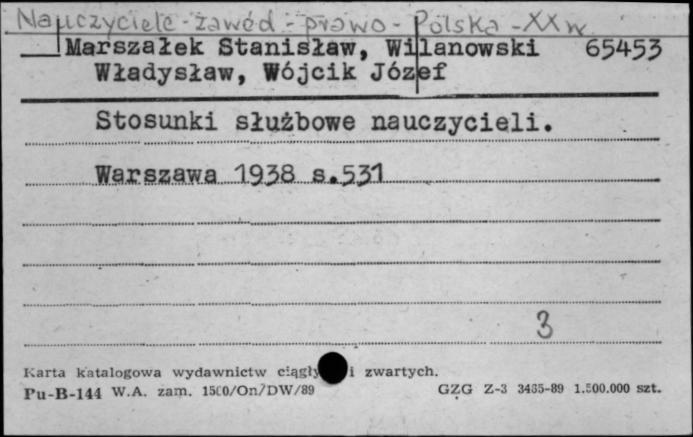 Nauczyciele - zawód - prawo - Polska - XX w.
Marszałek Stanisław, Wilanowski 65453
Władysław, Wójcik Józef
Stosunki służbowe nauczycieli.
Warszawa 1938 s.531
3
Karta katalogowa wydawnictw ciągły i zwartych.
Pu-B-144 W.A. zam. 1500/On/DW/89 GZG Z-3 3465-89 1.500.000 szt.